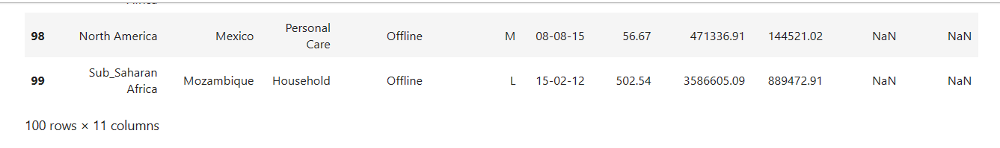 98 North America Mexico Personal Care Offline M 08-08-15 56.67 471336.91 144521.02 NaN NaN
99 Sub_Saharan Africa Mozambique Household Offline L 15-02-12 502.54 3586605.09 889472.91 NaN NaN
100 rows × 11 columns